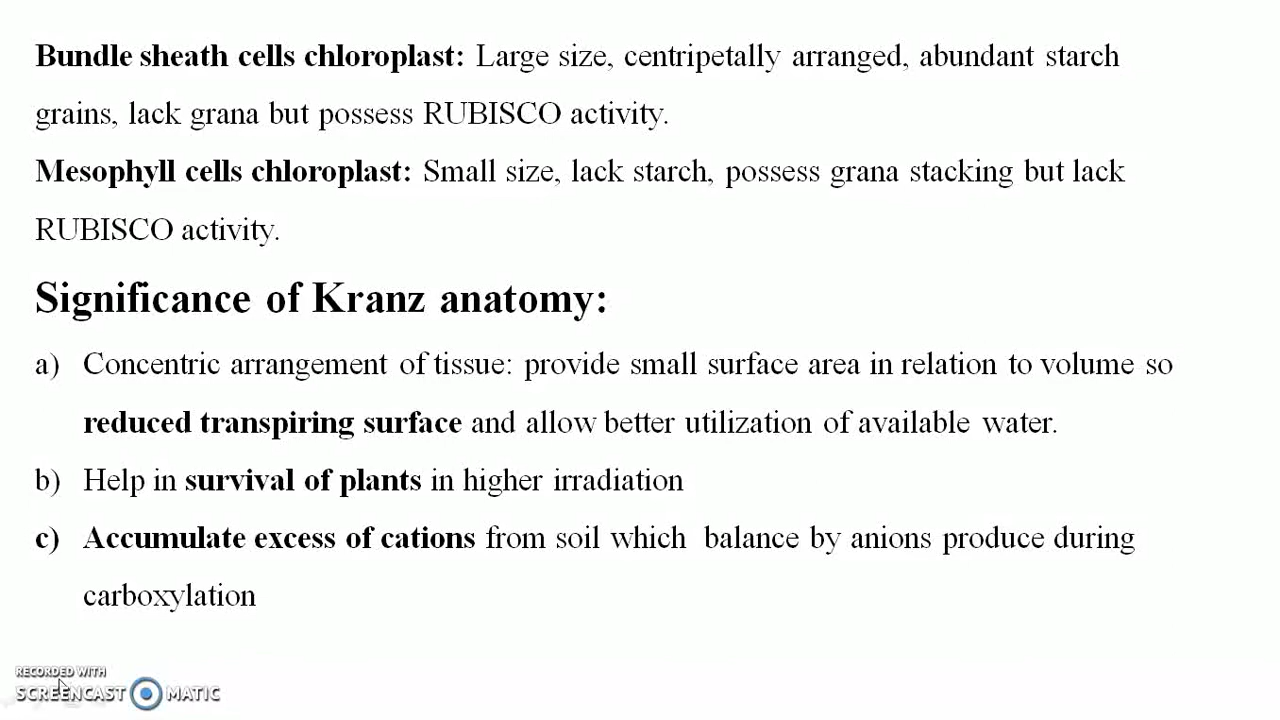 Bundle sheath cells chloroplast: Large size, centripetally arranged, abundant starch
grains, lack grana but possess RUBISCO activity.
Mesophyll cells chloroplast: Small size, lack starch, possess grana stacking but lack
RUBISCO activity.
Significance of Kranz anatomy:
a) Concentric arrangement of tissue: provide small surface area in relation to volume so
reduced transpiring surface and allow better utilization of available water.
b) Help in survival of plants in higher irradiation
c) Accumulate excess of cations from soil which balance by anions produce during
carboxylation
RECORDED WITH
SCREENCAST MATIC